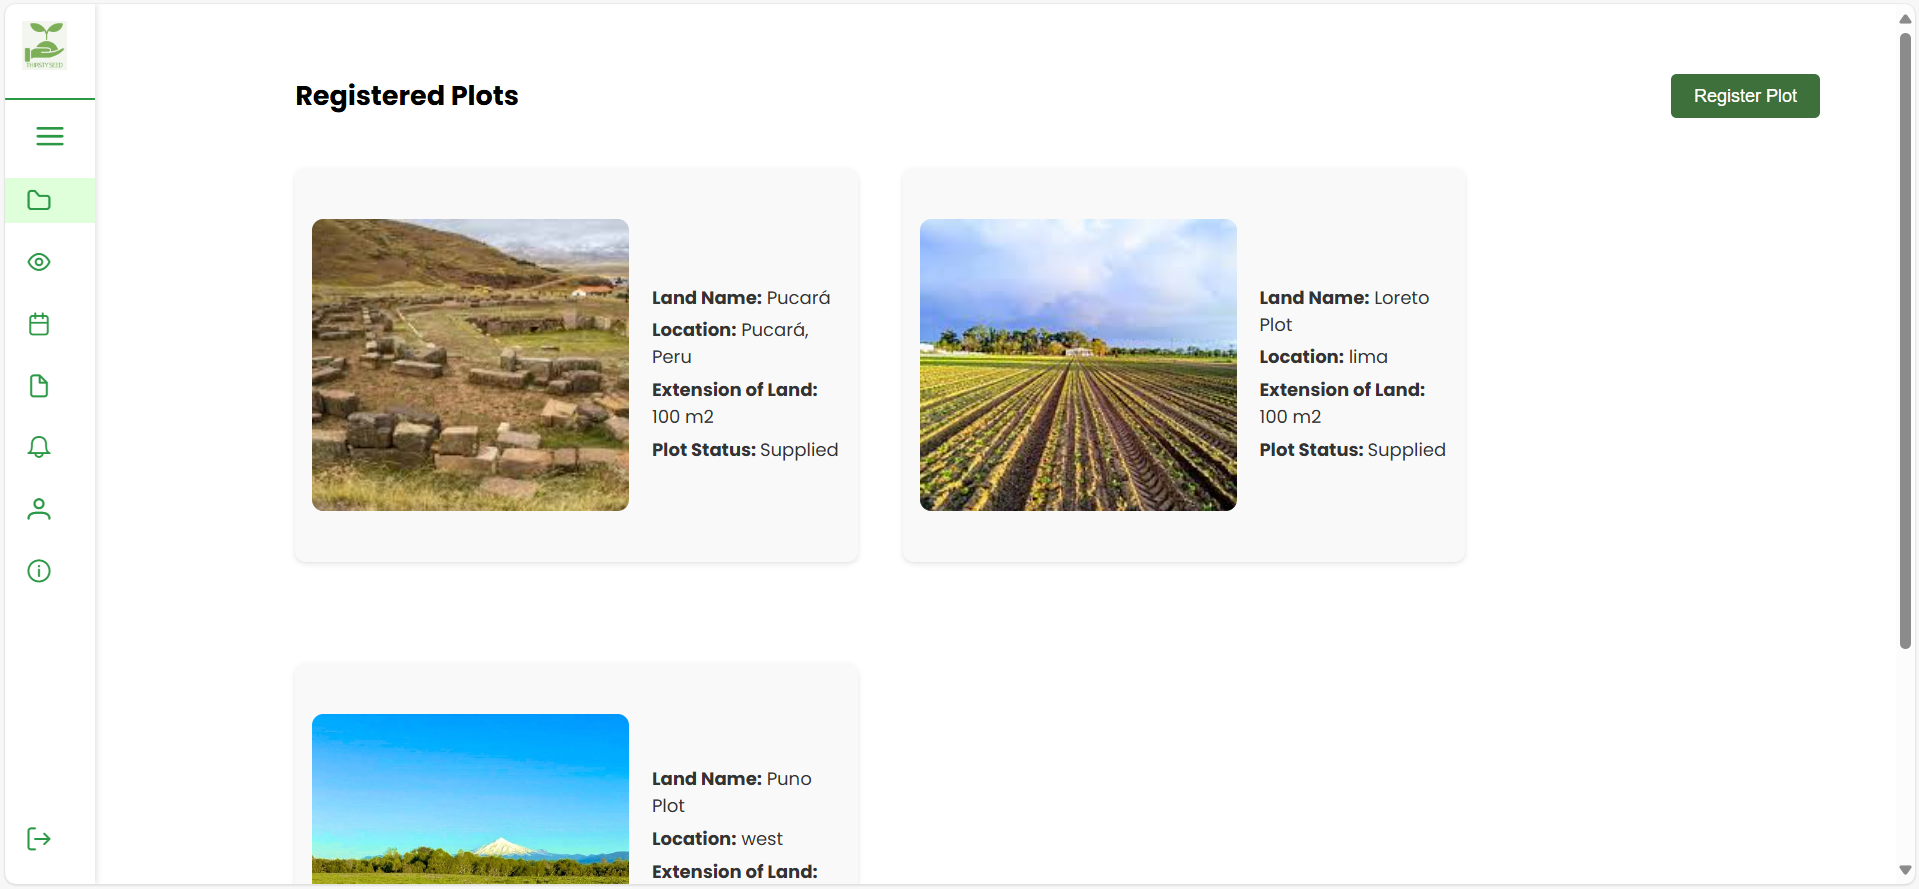 THIRSTY SEED
Registered Plots
Register Plot
Land Name: Pucará
Location: Pucará,
Peru
Extension of Land:
100 m2
Plot Status: Supplied
Land Name: Loreto
Plot
Location: lima
Extension of Land:
100 m2
Plot Status: Supplied
Land Name: Puno
Plot
Location: west
Extension of Land: